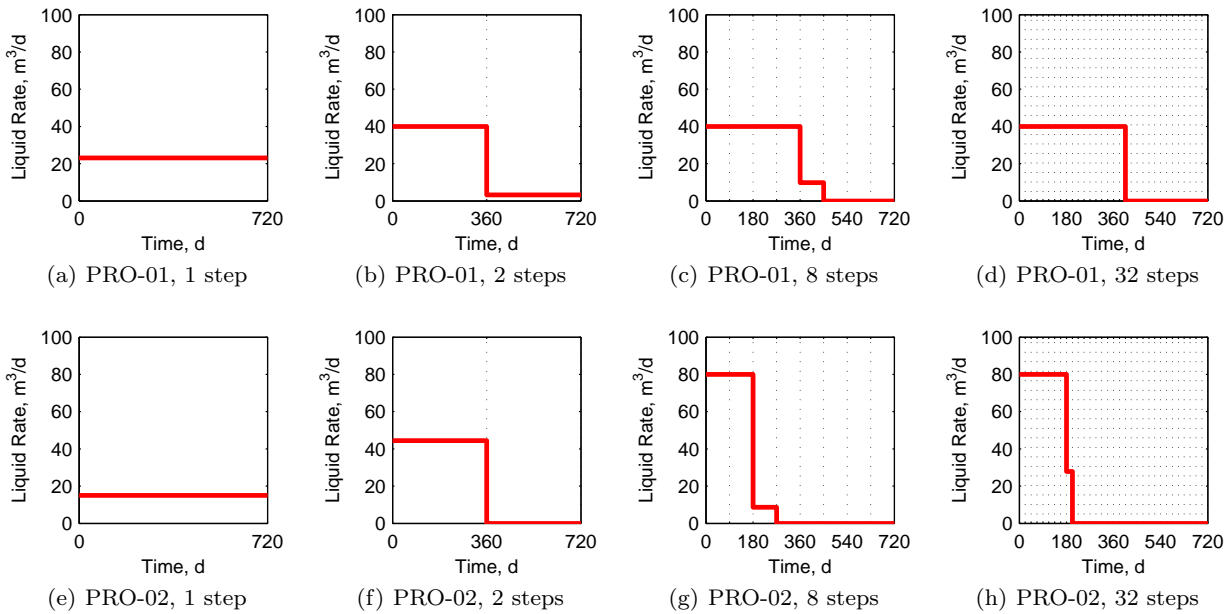 100
80
60
40
20
0
Liquid Rate, m³/d
0 720
Time, d
(a) PRO-01, 1 step
100
80
60
40
20
0
Liquid Rate, m³/d
0 360 720
Time, d
(b) PRO-01, 2 steps
100
80
60
40
20
0
Liquid Rate, m³/d
0 180 360 540 720
Time, d
(c) PRO-01, 8 steps
100
80
60
40
20
0
Liquid Rate, m³/d
0 180 360 540 720
Time, d
(d) PRO-01, 32 steps
100
80
60
40
20
0
Liquid Rate, m³/d
0 720
Time, d
(e) PRO-02, 1 step
100
80
60
40
20
0
Liquid Rate, m³/d
0 360 720
Time, d
(f) PRO-02, 2 steps
100
80
60
40
20
0
Liquid Rate, m³/d
0 180 360 540 720
Time, d
(g) PRO-02, 8 steps
100
80
60
40
20
0
Liquid Rate, m³/d
0 180 360 540 720
Time, d
(h) PRO-02, 32 steps